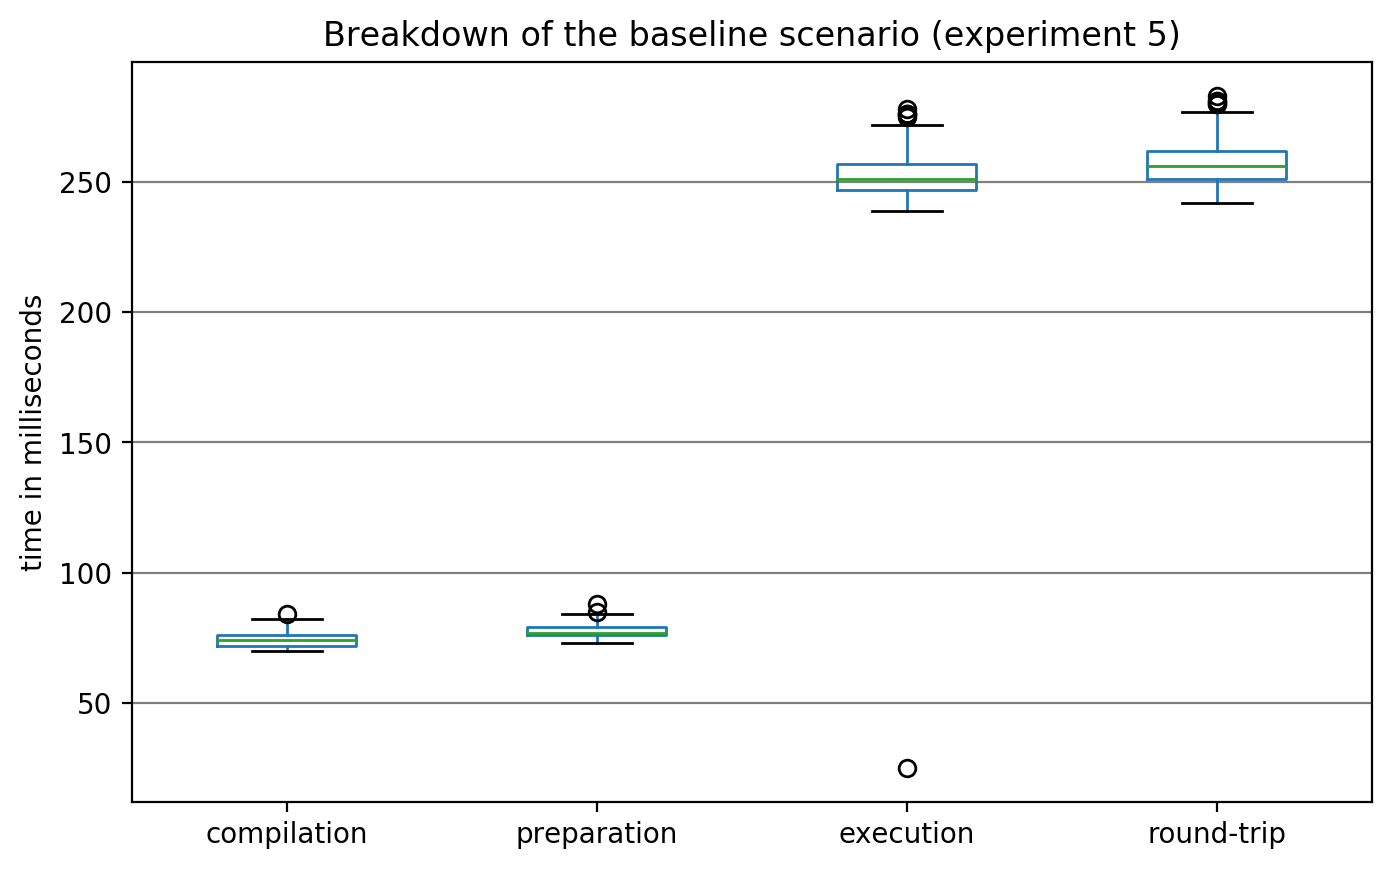 Breakdown of the baseline scenario (experiment 5)
time in milliseconds
250
200
150
100
50
compilation preparation execution round-trip